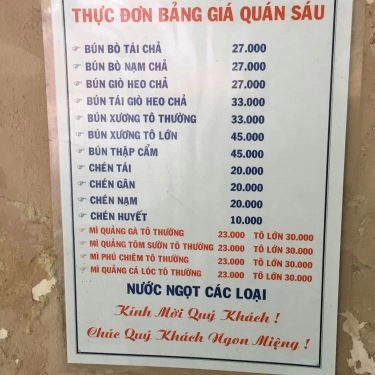 THỰC ĐƠN BẢNG GIÁ QUÁN SÁU
BÚN BÒ TÁI CHẢ 27.000
BÚN BÒ NẠM CHẢ 27.000
BÚN GIÒ HEO CHẢ 27.000
BÚN TÁI GIÒ HEO CHẢ 33.000
BÚN XƯƠNG TÔ THƯỜNG 33.000
BÚN XƯƠNG TÔ LỚN 45.000
BÚN THẬP CẨM 45.000
CHÉN TÁI 20.000
CHÉN GÂN 20.000
CHÉN NẠM 20.000
CHÉN HUYẾT 10.000
MÌ QUẢNG GÀ TÔ THƯỜNG 23.000 TÔ LỚN 30.000
MÌ QUẢNG TÔM SƯỜN TÔ THƯỜNG 23.000 TÔ LỚN 30.000
MÌ PHÚ CHIÊM TÔ THƯỜNG 23.000 TÔ LỚN 30.000
MÌ QUẢNG CÁ LÓC TÔ THƯỜNG 23.000 TÔ LỚN 30.000
NƯỚC NGỌT CÁC LOẠI
Kính Mời Quý Khách !
Chúc Quý Khách Ngon Miệng !